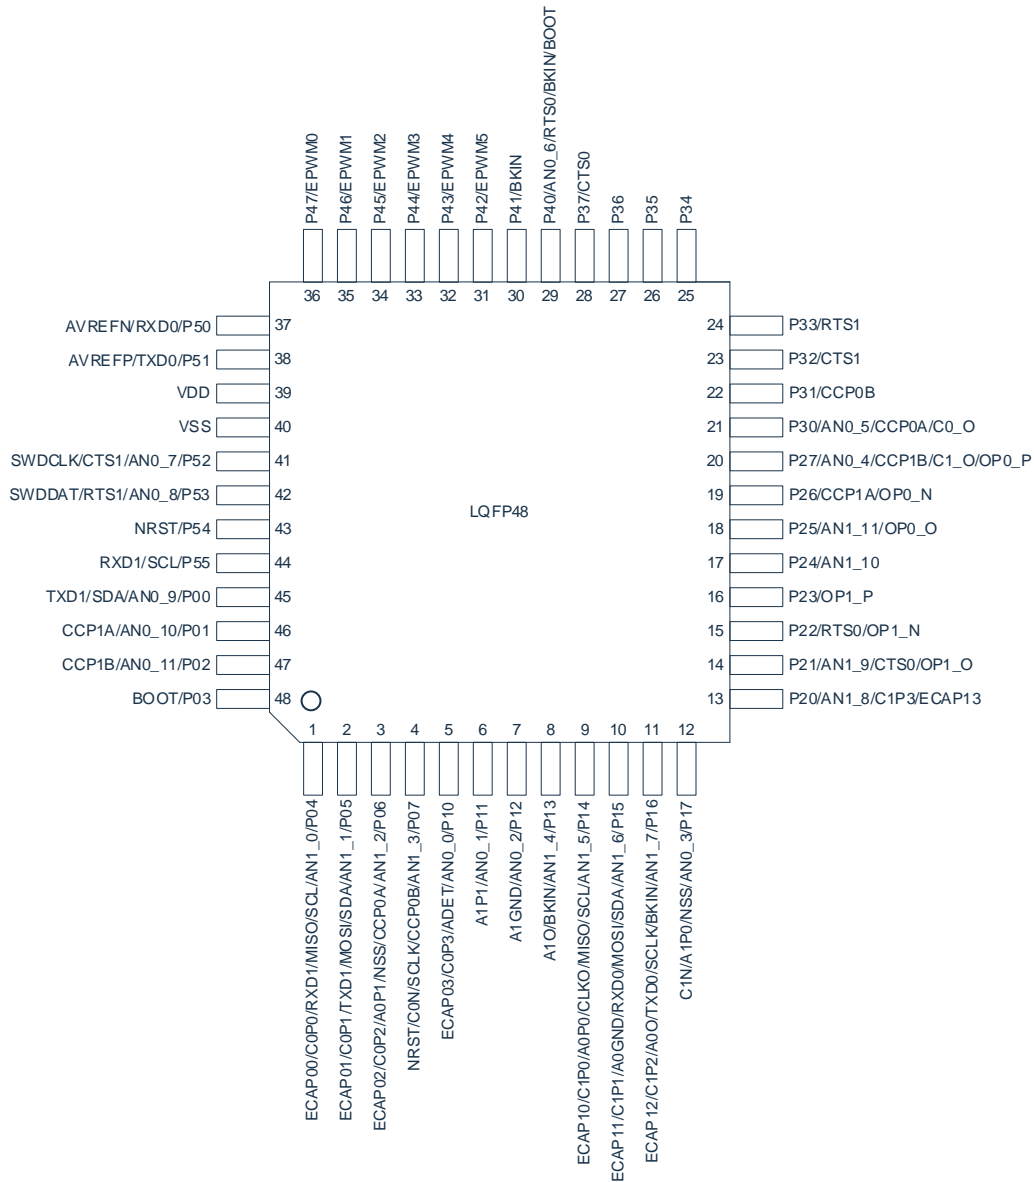 P47/EPWM0
P46/EPWM1
P45/EPWM2
P44/EPWM3
P43/EPWM4
P42/EPWM5
P41/BKIN
P40/AN0_6/RTS0/BKIN/BOOT
P37/CTS0
P36
P35
P34
36
35
34
33
32
31
30
29
28
27
26
25
AVREFN/RXD0/P50
37
AVREFP/TXD0/P51
38
VDD
39
VSS
40
SWDCLK/CTS1/AN0_7/P52
41
SWDDAT/RTS1/AN0_8/P53
42
NRST/P54
43
RXD1/SCL/P55
44
TXD1/SDA/AN0_9/P00
45
CCP1A/AN0_10/P01
46
CCP1B/AN0_11/P02
47
BOOT/P03
48
LQFP48
24
P33/RTS1
23
P32/CTS1
22
P31/CCP0B
21
P30/AN0_5/CCP0A/C0_O
20
P27/AN0_4/CCP1B/C1_O/OP0_P
19
P26/CCP1A/OP0_N
18
P25/AN1_11/OP0_O
17
P24/AN1_10
16
P23/OP1_P
15
P22/RTS0/OP1_N
14
P21/AN1_9/CTS0/OP1_O
13
P20/AN1_8/C1P3/ECAP13
1
2
3
4
5
6
7
8
9
10
11
12
ECAP00/C0P0/RXD1/MISO/SCL/AN1_0/P04
ECAP01/C0P1/TXD1/MOSI/SDA/AN1_1/P05
ECAP02/C0P2/A0P1/NSS/CCP0A/AN1_2/P06
NRST/C0N/SCLK/CCP0B/AN1_3/P07
ECAP03/C0P3/ADET/AN0_0/P10
A1P1/AN0_1/P11
A1GND/AN0_2/P12
A1O/BKIN/AN1_4/P13
ECAP10/C1P0/A0P0/CLKO/MISO/SCL/AN1_5/P14
ECAP11/C1P1/A0GND/RXD0/MOSI/SDA/AN1_6/P15
ECAP12/C1P2/A0O/TXD0/SCLK/BKIN/AN1_7/P16
C1N/A1P0/NSS/AN0_3/P17